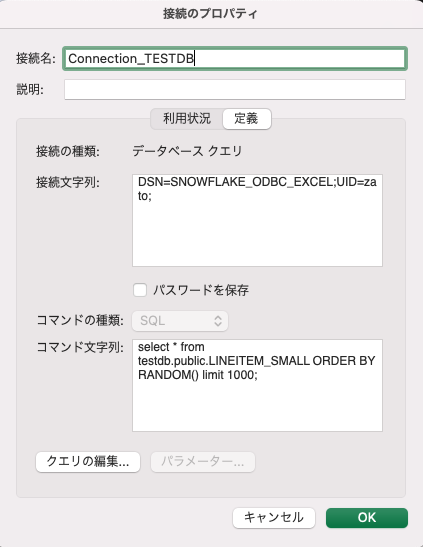 接続のプロパティ
接続名: Connection_TESTDB
説明:
利用状況 定義
接続の種類: データベース クエリ
接続文字列: DSN=SNOWFLAKE_ODBC_EXCEL;UID=za
to;
パスワードを保存
コマンドの種類: SQL
コマンド文字列: select * from
testdb.public.LINEITEM_SMALL ORDER BY
RANDOM() limit 1000;
クエリの編集... パラメーター...
キャンセル OK